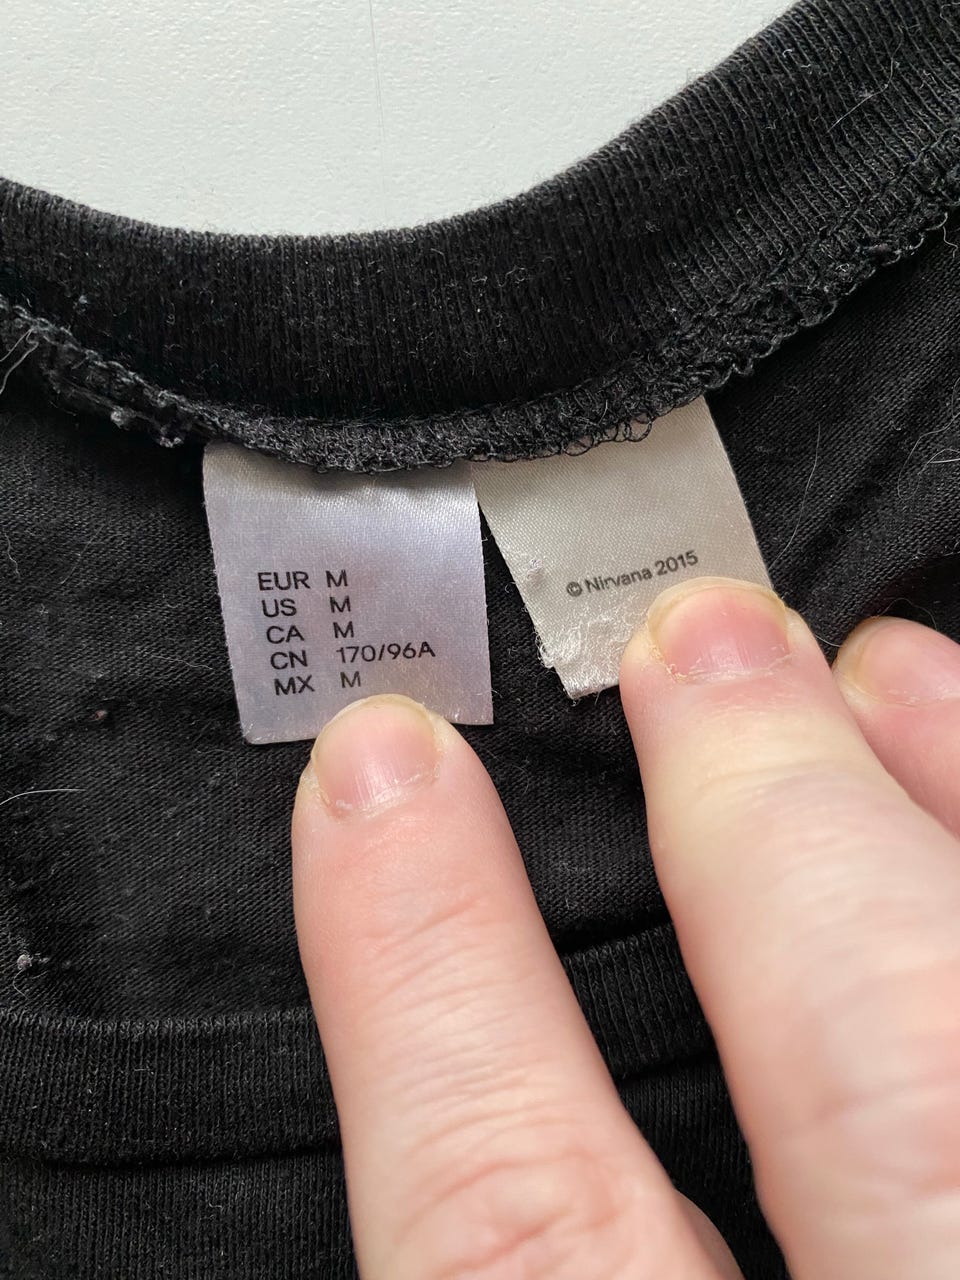 EUR M
US M
CA M
CN 170/96A
MX M
© Nirvana 2015